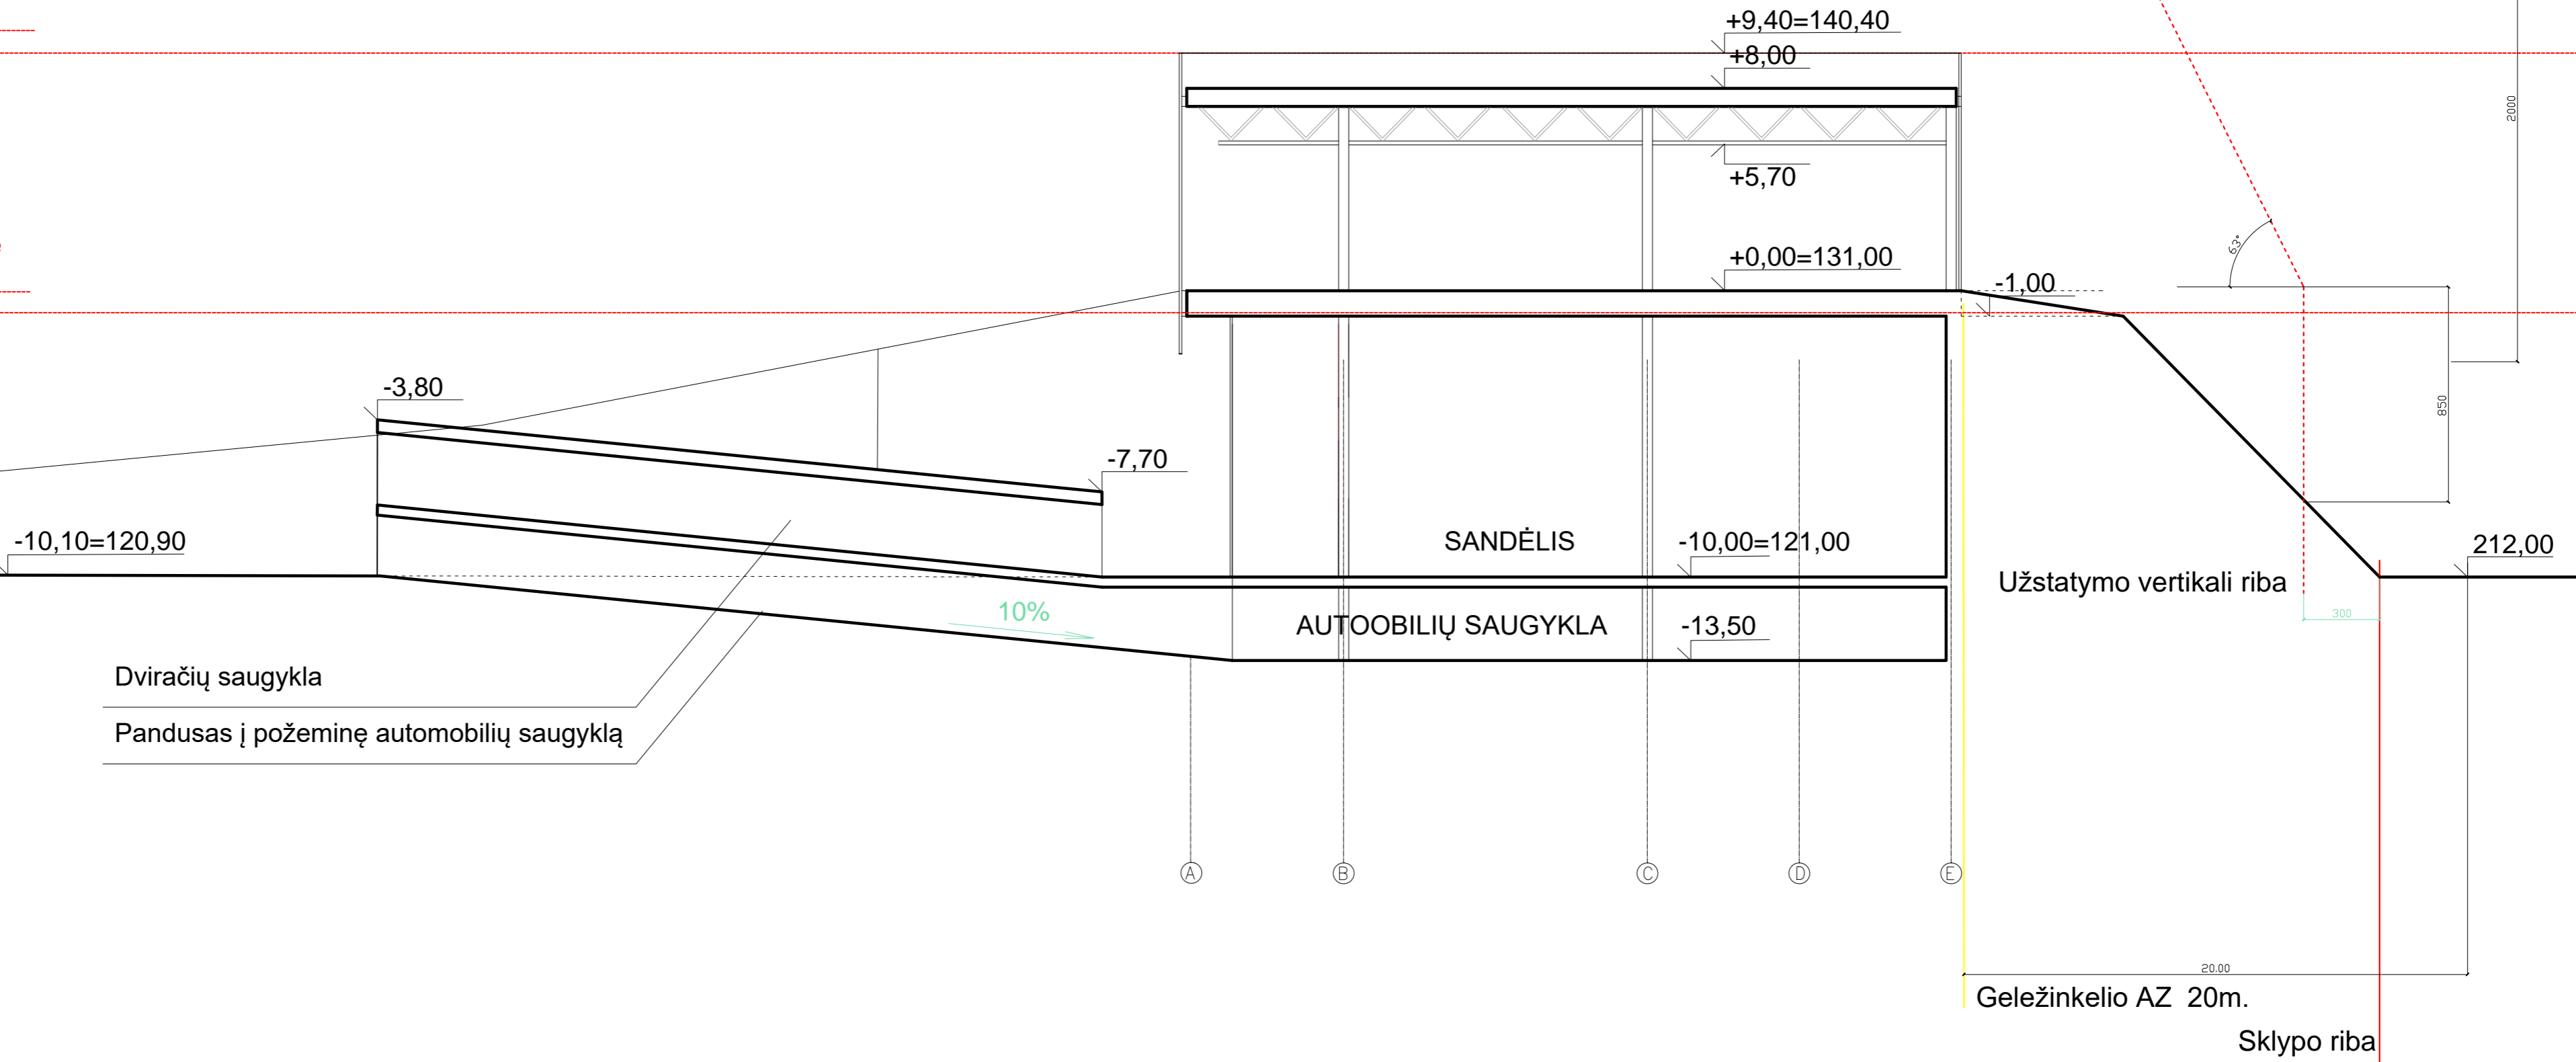 +9,40=140,40
+8,00
2000
+5,70
63°
+0,00=131,00
-1,00
-3,80
850
-7,70
-10,10=120,90
SANDĖLIS
-10,00=121,00
212,00
Užstatymo vertikali riba
10%
AUTOOBILIŲ SAUGYKLA
-13,50
300
Dviračių saugykla
Pandusas į požeminę automobilių saugyklą
A
B
C
D
E
20.00
Geležinkelio AZ 20m.
Sklypo riba